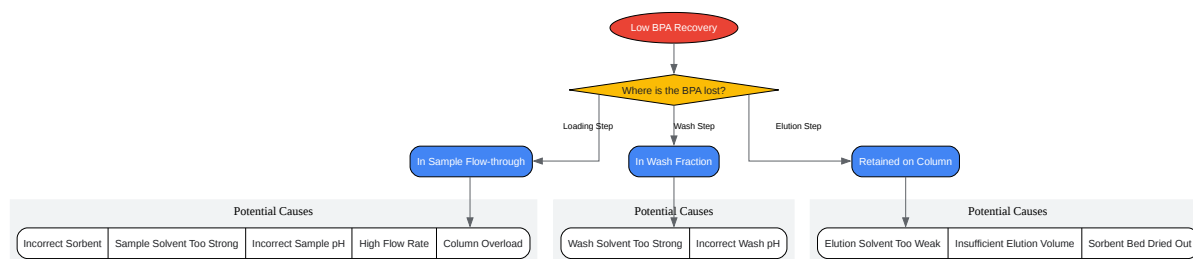 Low BPA Recovery
Where is the BPA lost?
Loading Step
Wash Step
Elution Step
In Sample Flow-through
In Wash Fraction
Retained on Column
Potential Causes
Potential Causes
Potential Causes
Incorrect Sorbent
Sample Solvent Too Strong
Incorrect Sample pH
High Flow Rate
Column Overload
Wash Solvent Too Strong
Incorrect Wash pH
Elution Solvent Too Weak
Insufficient Elution Volume
Sorbent Bed Dried Out